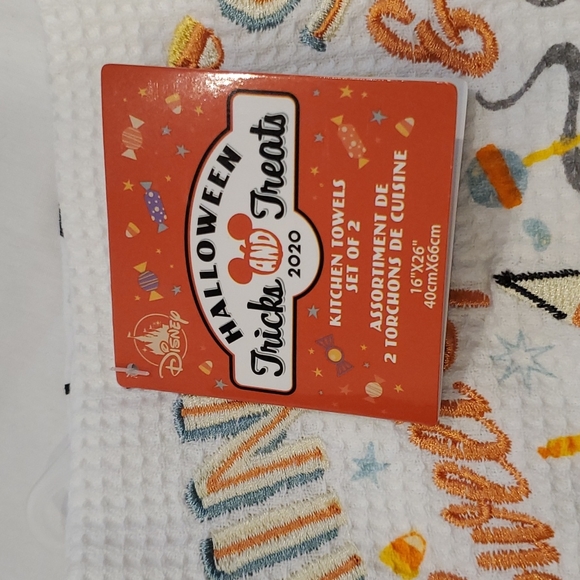 HALLOWEEN
Tricks AND Treats
2020
KITCHEN TOWELS
SET OF 2
ASSORTIMENT DE
2 TORCHONS DE CUISINE
16"X26"
40cmX66cm
Disney